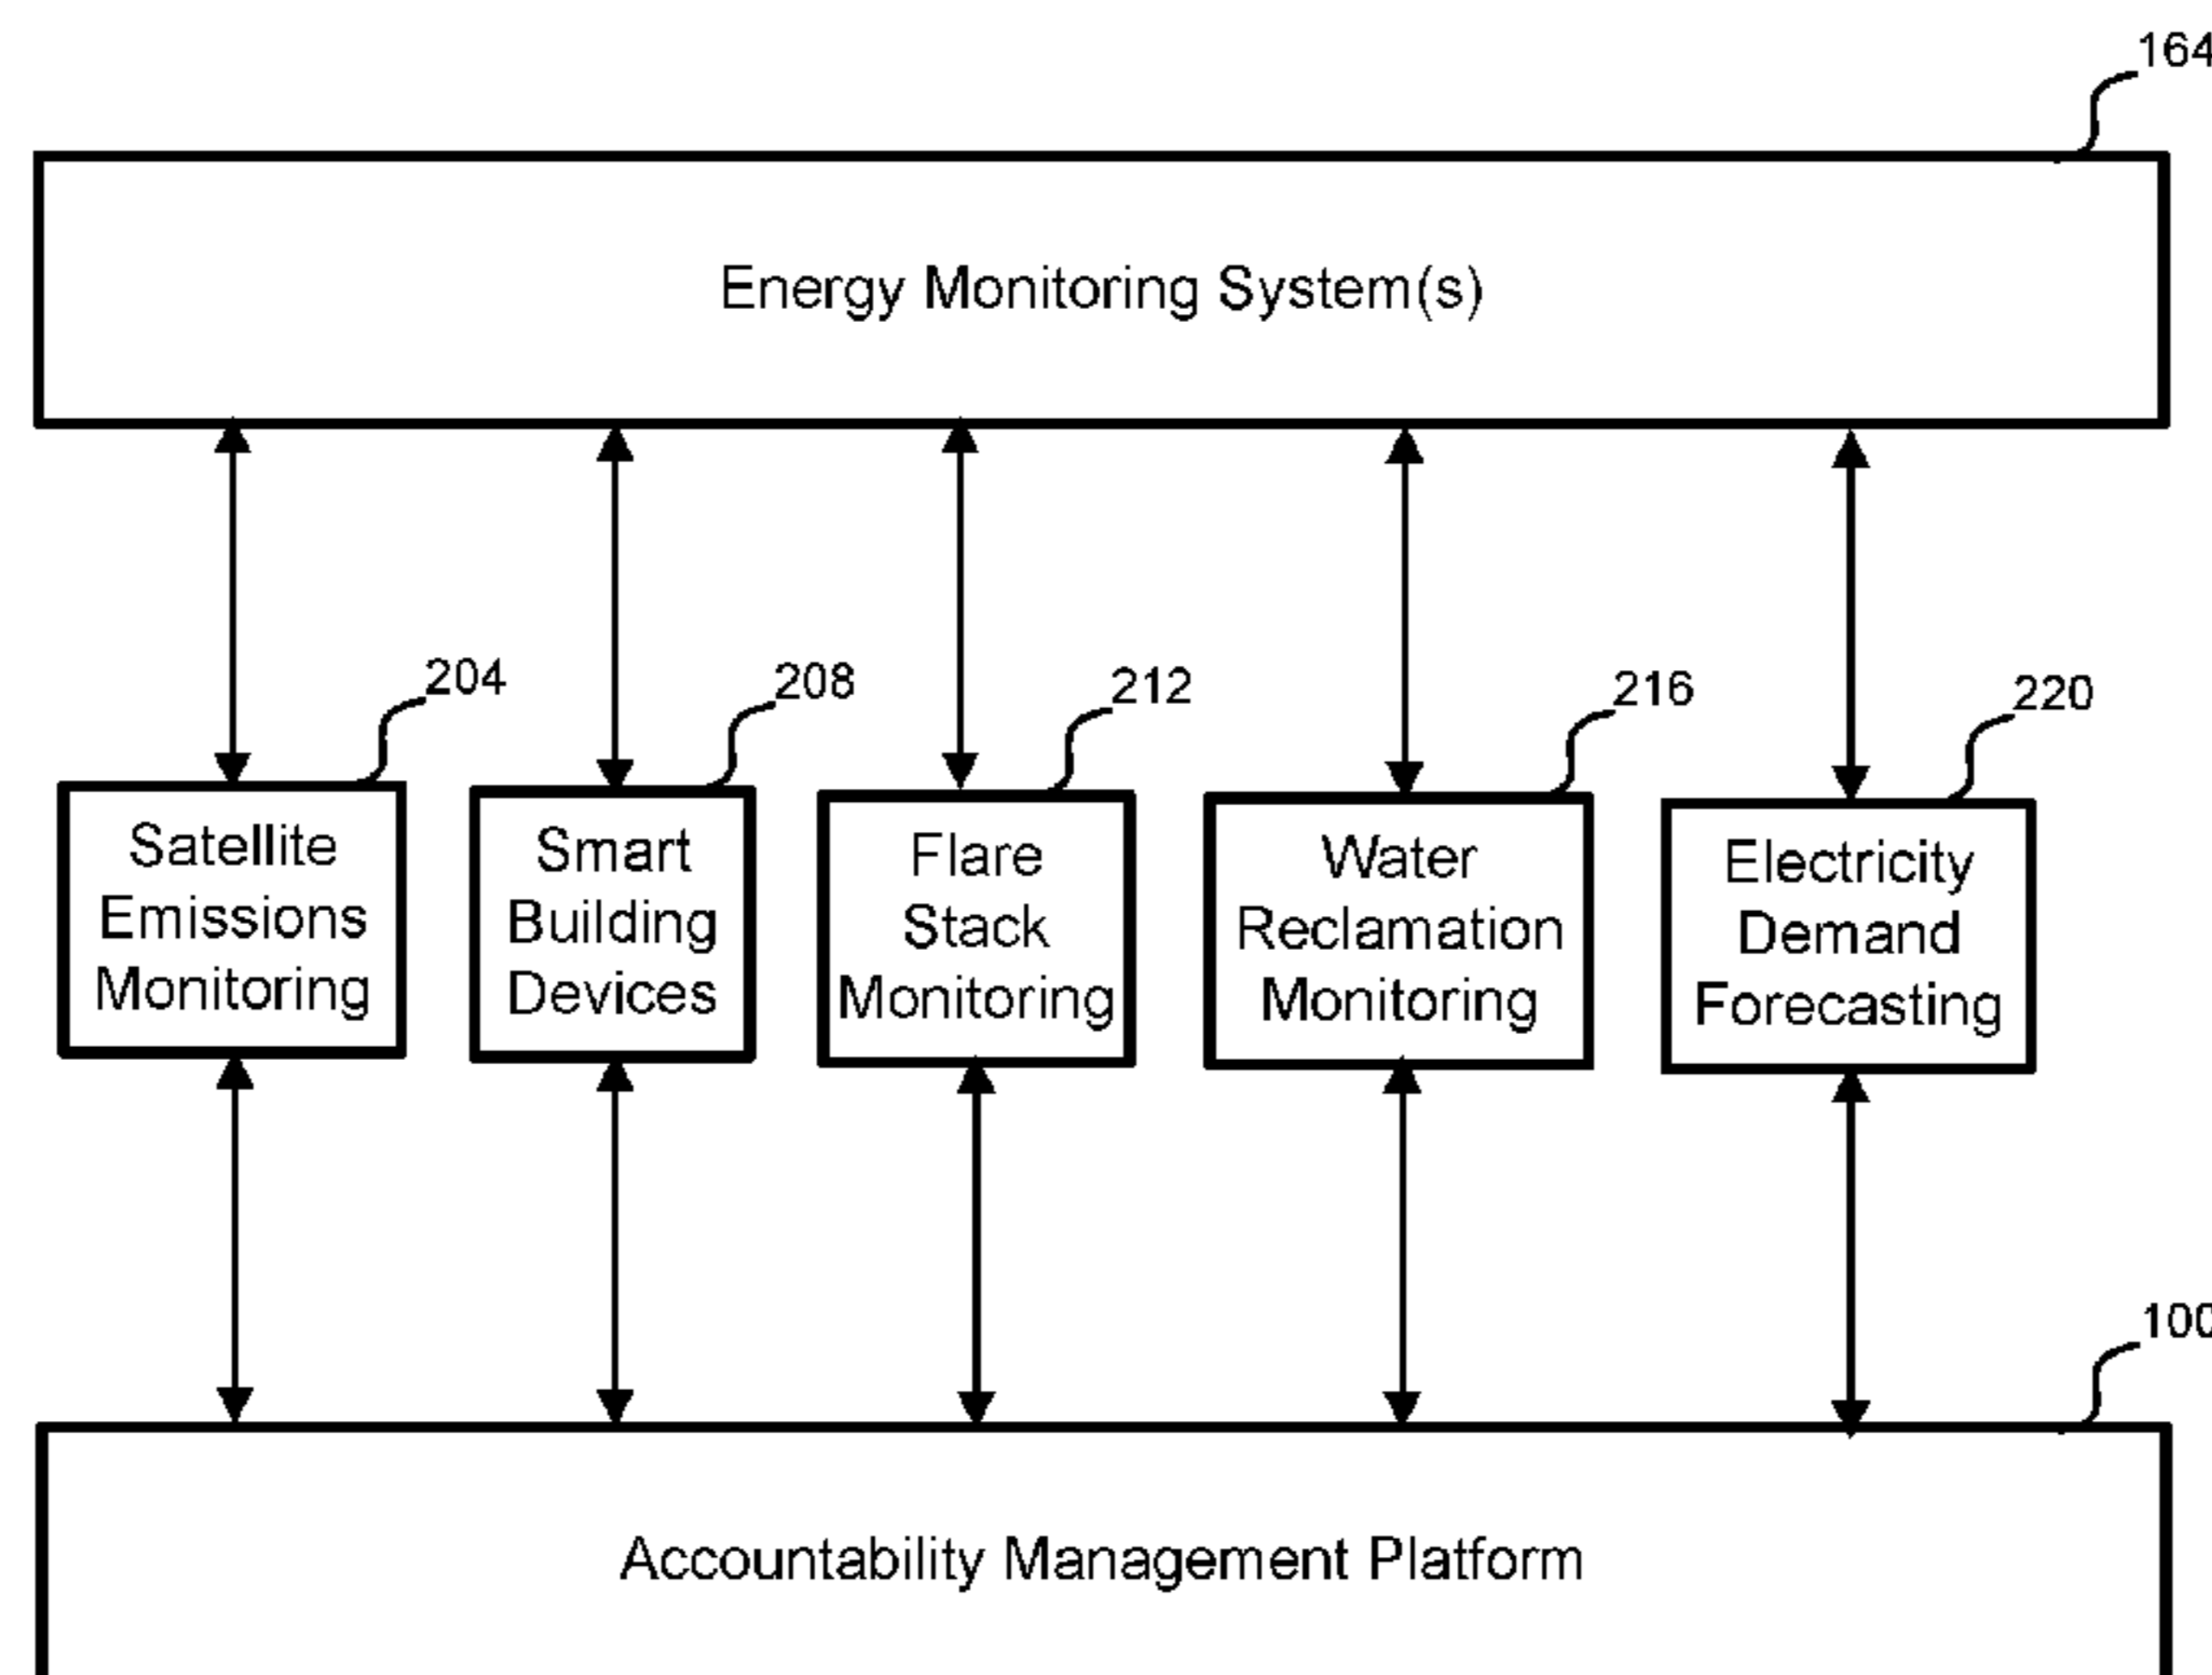 164
Energy Monitoring System(s)
204
208
212
216
220
Satellite
Emissions
Monitoring
Smart
Building
Devices
Flare
Stack
Monitoring
Water
Reclamation
Monitoring
Electricity
Demand
Forecasting
100
Accountability Management Platform